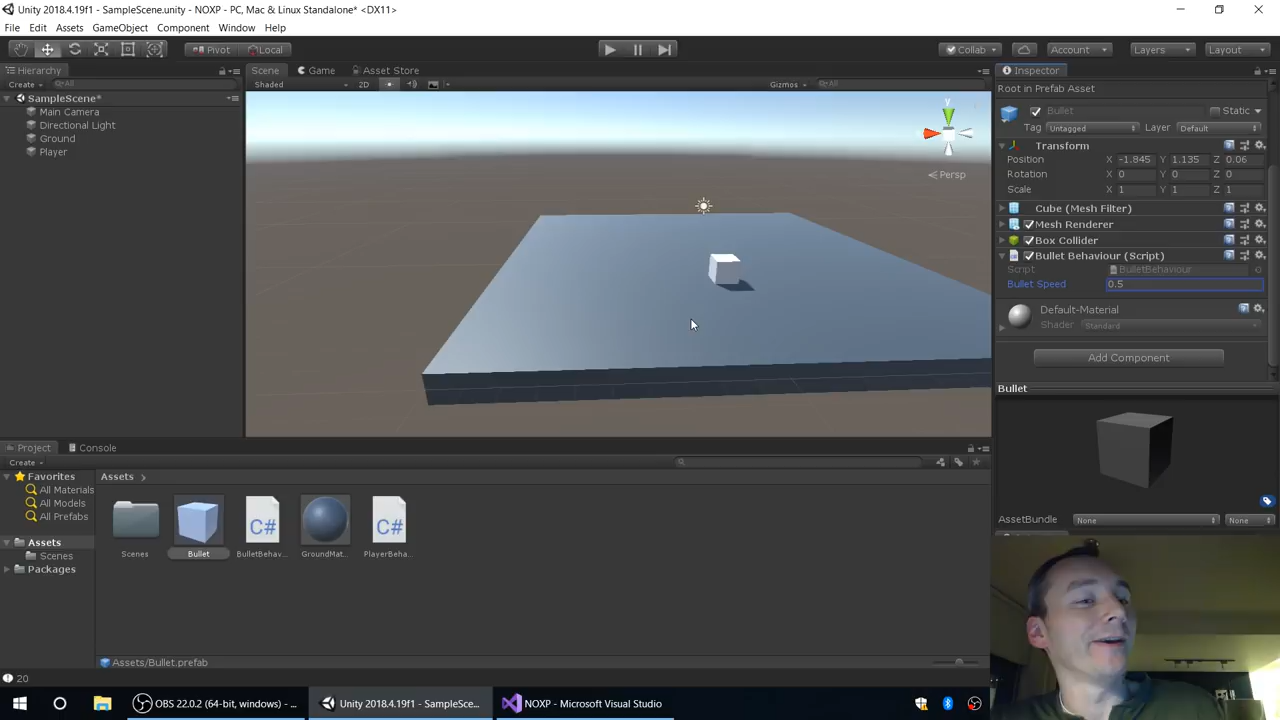 Unity 2018.4.19f1 - SampleScene.unity - NOXP - PC, Mac & Linux Standalone* <DX11>
File Edit Assets GameObject Component Window Help
Pivot Local Collab Account Layers Layout
Hierarchy Scene Game Asset Store Inspector
Create All Shaded 2D Gizmos All Root in Prefab Asset
SampleScene*
Main Camera
Directional Light
Ground
Player
y
Persp
Bullet Static
Tag Untagged Layer Default
Transform
Position X -1.845 Y 1.135 Z 0.06
Rotation X 0 Y 0 Z 0
Scale X 1 Y 1 Z 1
Cube (Mesh Filter)
Mesh Renderer
Box Collider
Bullet Behaviour (Script)
Script BulletBehaviour
Bullet Speed 0.5
Default-Material
Shader Standard
Add Component
Bullet
AssetBundle None None
Project Console
Create
Favorites
All Materials
All Models
All Prefabs
Assets
Scenes
Packages
Assets
C# C#
Scenes Bullet BulletBehav... GroundMat... PlayerBeha...
Assets/Bullet.prefab
20
OBS 22.0.2 (64-bit, windows) - ... Unity 2018.4.19f1 - SampleSce... NOXP - Microsoft Visual Studio